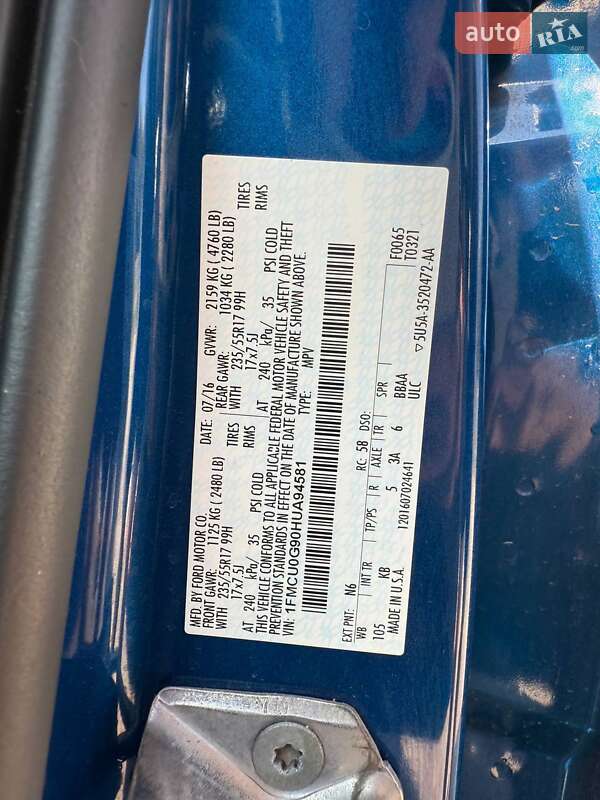 auto RIA .com
MFD. BY FORD MOTOR CO. DATE: 07/16 GVWR: 2159 KG ( 4760 LB)
FRONT GAWR: 1125 KG ( 2480 LB) REAR GAWR: 1034 KG ( 2280 LB)
WITH 235/55R17 99H TIRES WITH 235/55R17 99H TIRES
17x7.5J RIMS 17x7.5J RIMS
AT 240 kPa/ 35 PSI COLD AT 240 kPa/ 35 PSI COLD
THIS VEHICLE CONFORMS TO ALL APPLICABLE FEDERAL MOTOR VEHICLE SAFETY AND THEFT
PREVENTION STANDARDS IN EFFECT ON THE DATE OF MANUFACTURE SHOWN ABOVE.
VIN: 1FMCU0G90HUA94581 TYPE: MPV
EXT PNT: N6 RC: 58 DSO: F0065
WB INT TR TP/PS R AXLE TR SPR T0321
105 KB 5 3A 6 BBAA
MADE IN U.S.A. 1201607024641 ULC ▽5U5A-3520472-AA